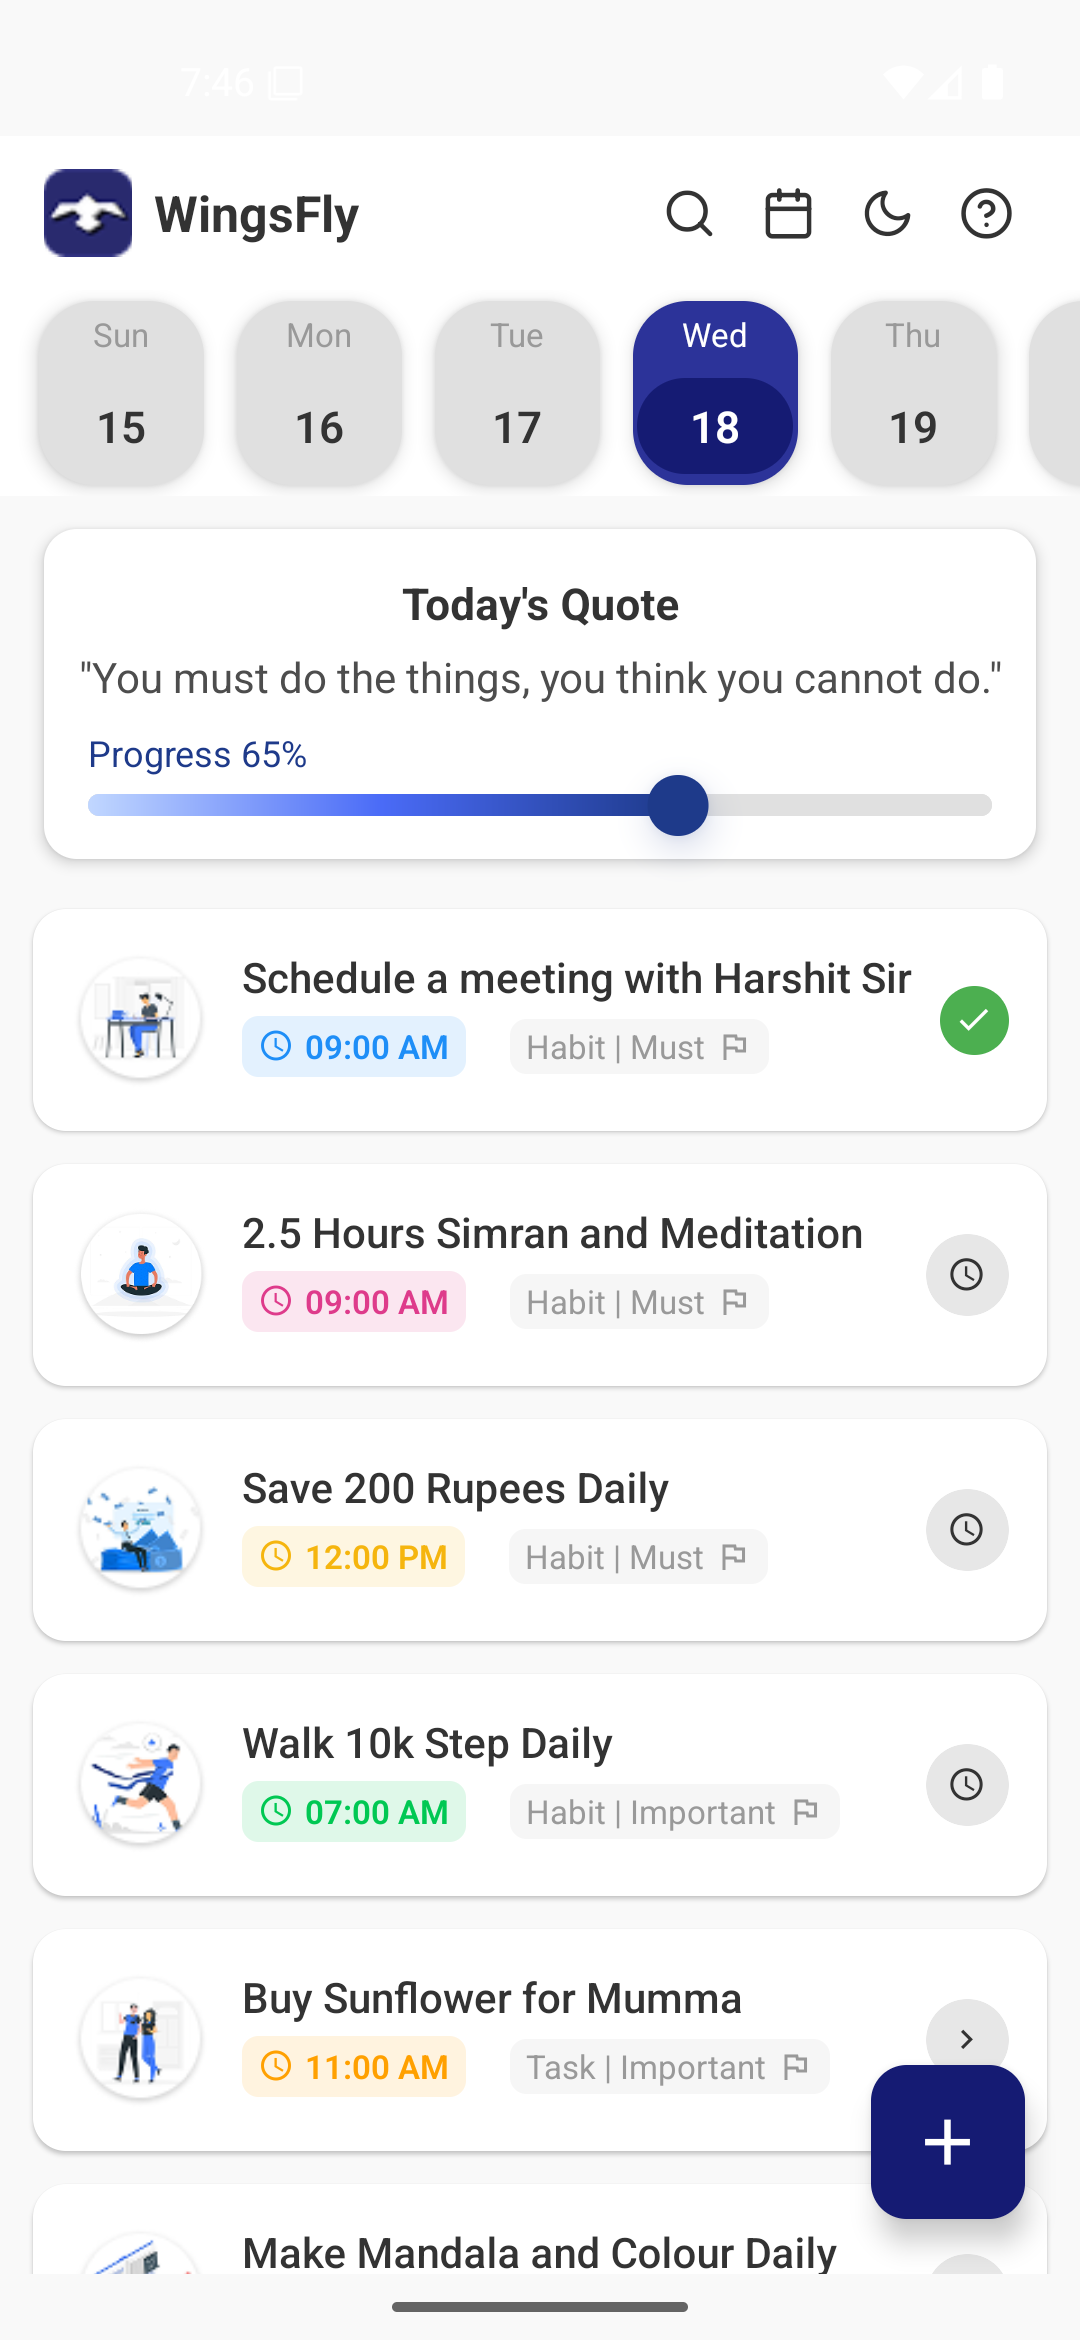 7:46
WingsFly
Sun Mon Tue Wed Thu
15 16 17 18 19
Today's Quote
"You must do the things, you think you cannot do."
Progress 65%
Schedule a meeting with Harshit Sir
09:00 AM Habit | Must
2.5 Hours Simran and Meditation
09:00 AM Habit | Must
Save 200 Rupees Daily
12:00 PM Habit | Must
Walk 10k Step Daily
07:00 AM Habit | Important
Buy Sunflower for Mumma
11:00 AM Task | Important
Make Mandala and Colour Daily